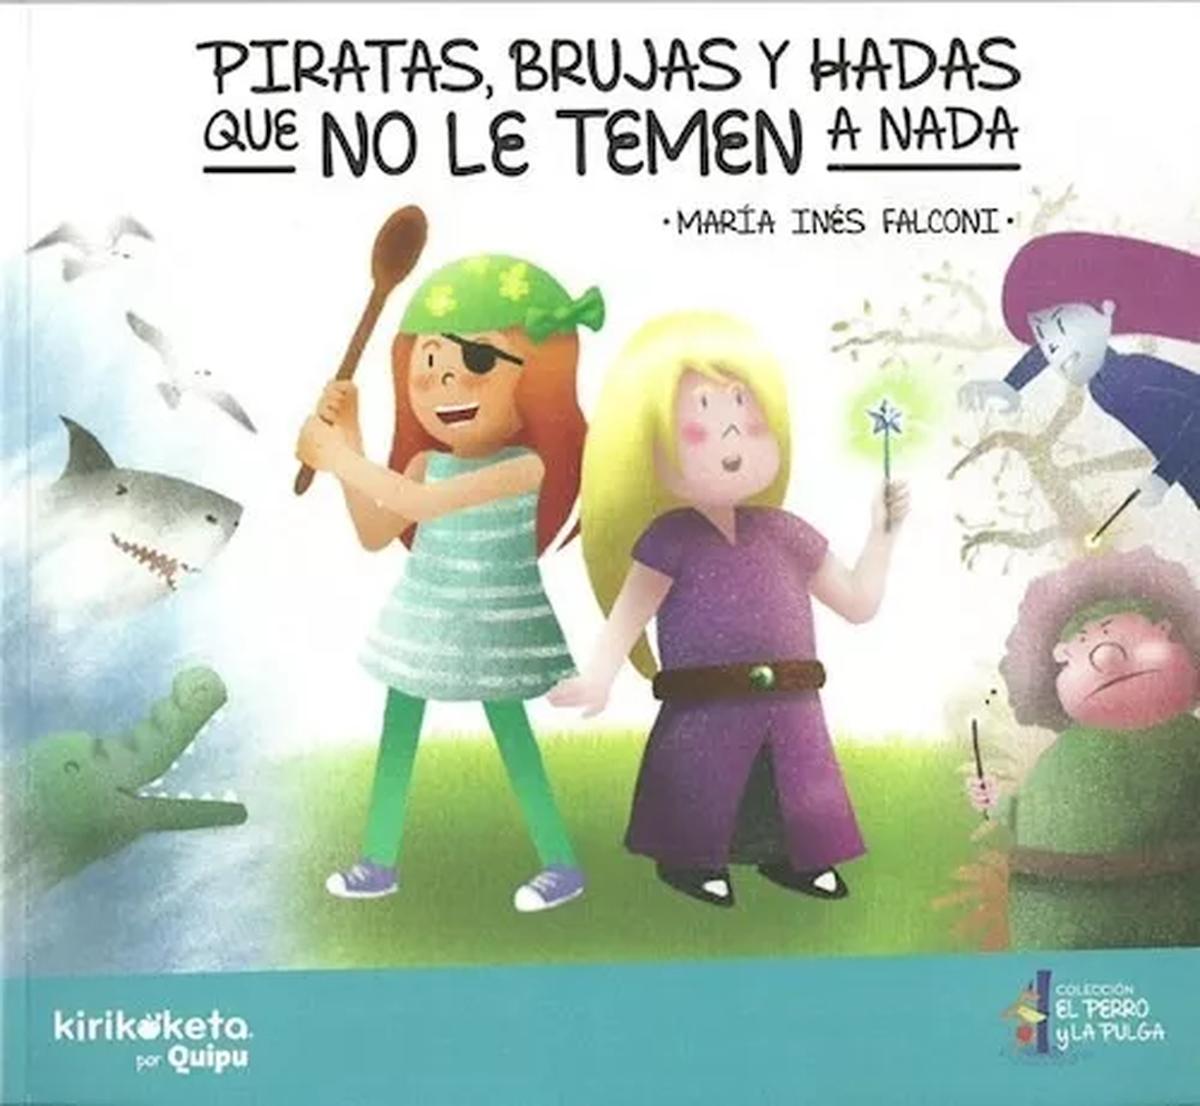 PIRATAS, BRUJAS Y HADAS
QUE NO LE TEMEN A NADA
·MARÍA INÉS FALCONI·
kirikoketa
por Quipu
COLECCIÓN
EL PERRO
y LA PULGA